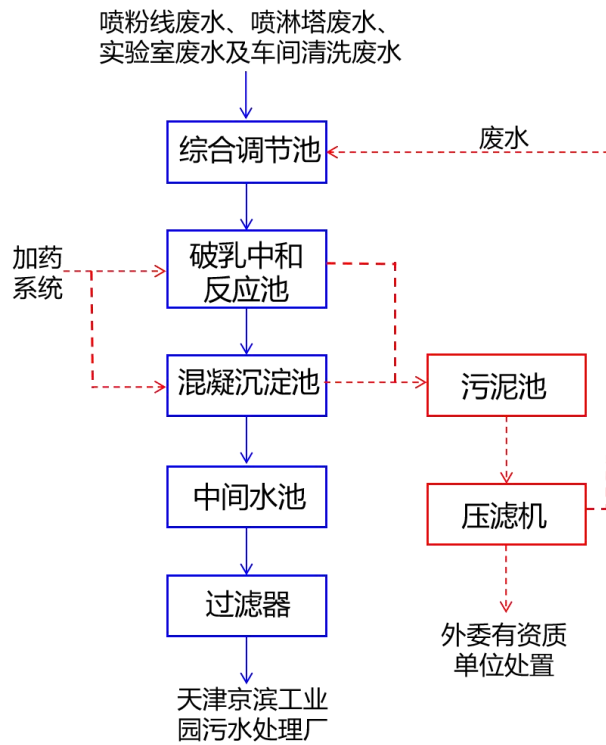 喷粉线废水、喷淋塔废水、
实验室废水及车间清洗废水
综合调节池
废水
加药
系统
破乳中和
反应池
混凝沉淀池
污泥池
中间水池
压滤机
过滤器
外委有资质
单位处置
天津京滨工业
园污水处理厂